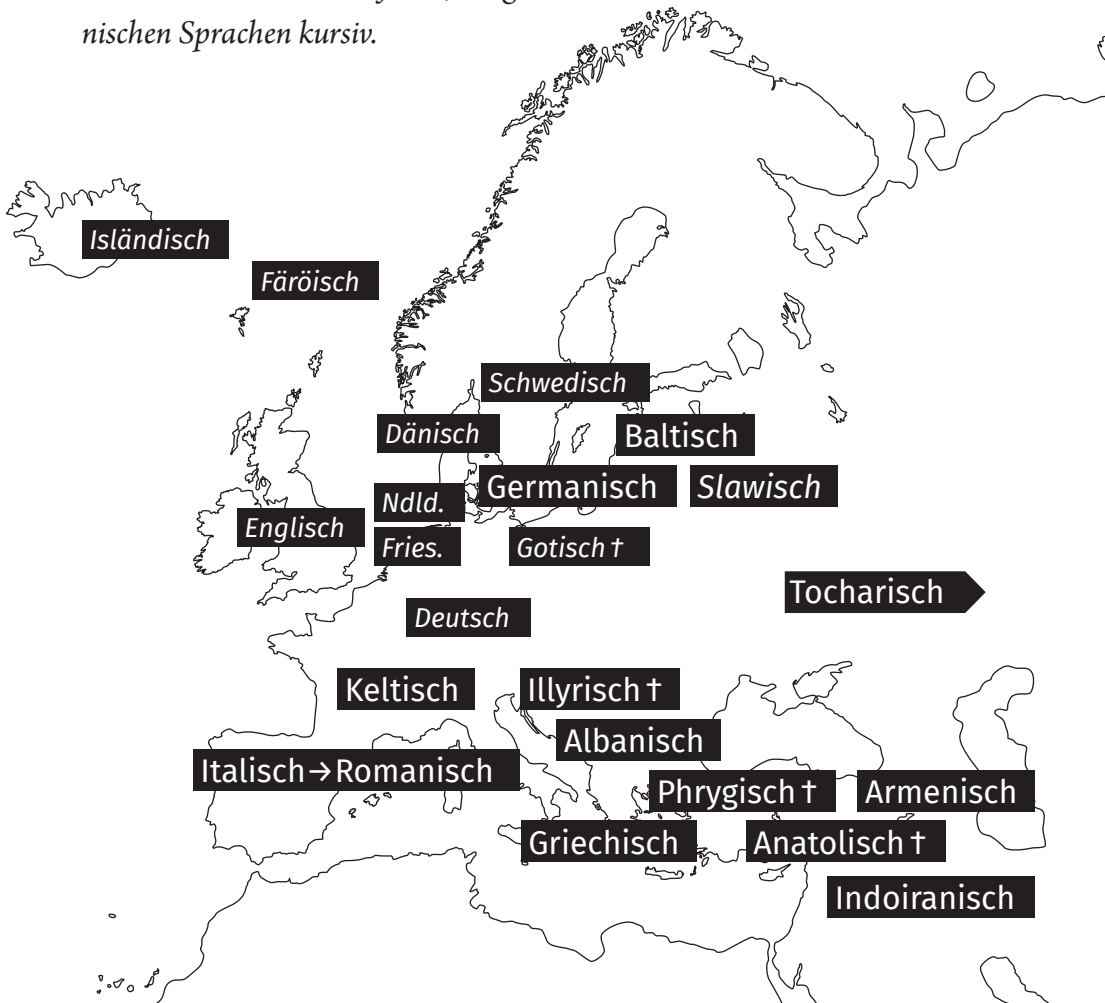 nischen Sprachen kursiv.
Isländisch
Färöisch
Schwedisch
Dänisch
Baltisch
Germanisch
Slawisch
Ndld.
Englisch
Fries.
Gotisch †
Tocharisch
Deutsch
Keltisch
Illyrisch †
Albanisch
Italisch→Romanisch
Phrygisch †
Armenisch
Griechisch
Anatolisch †
Indoiranisch